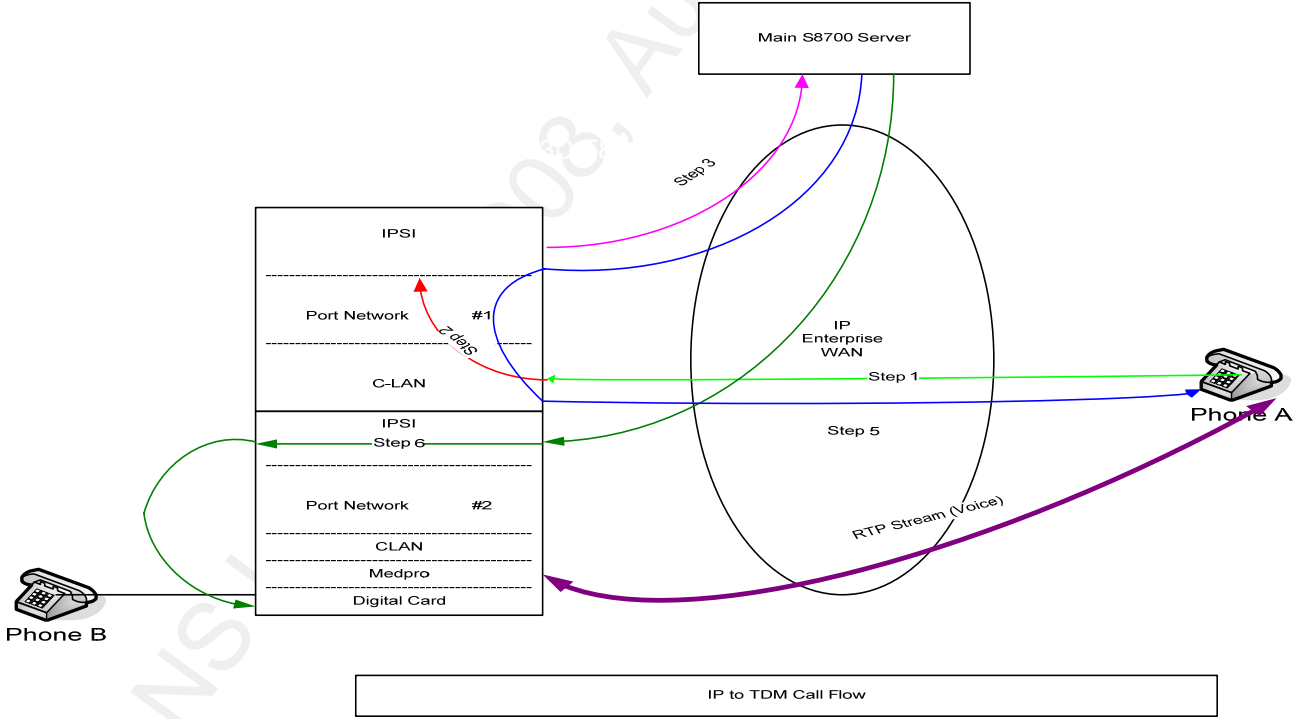 Main S8700 Server
Step 3
IPSI
Port Network #1
Step 2
C-LAN
IP
Enterprise
WAN
Step 1
Phone A
IPSI
Step 6
Step 5
Port Network #2
RTP Stream (Voice)
CLAN
Medpro
Digital Card
Phone B
IP to TDM Call Flow